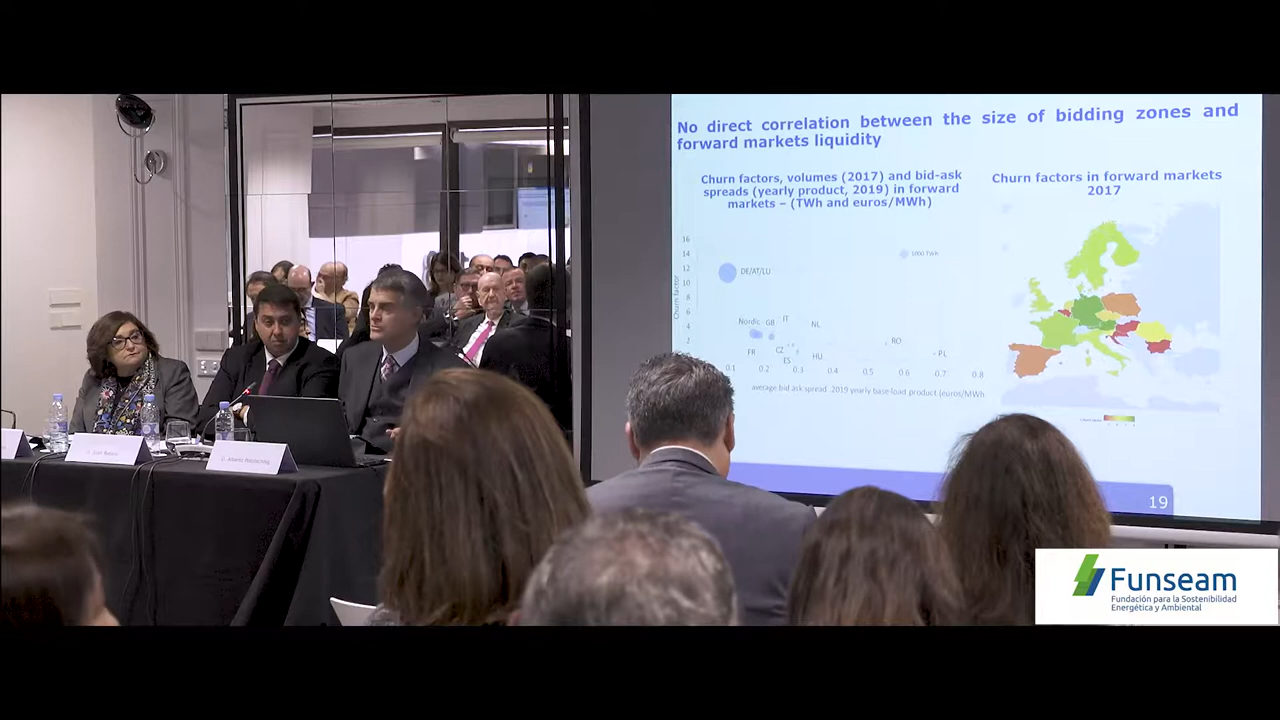 No direct correlation between the size of bidding zones and
forward markets liquidity
Churn factors, volumes (2017) and bid-ask
spreads (yearly product, 2019) in forward
markets – (TWh and euros/MWh)
Churn factors in forward markets
2017
Churn factor
16
14
12
10
8
6
4
2
1000 TWh
DE/AT/LU
Nordic
GB
IT
NL
FR
CZ
ES
HU
RO
PL
0.1
0.2
0.3
0.4
0.5
0.6
0.7
0.8
average bid ask spread 2019 yearly base-load product (euros/MWh
19
Funseam
Fundación para la Sostenibilidad
Energética y Ambiental